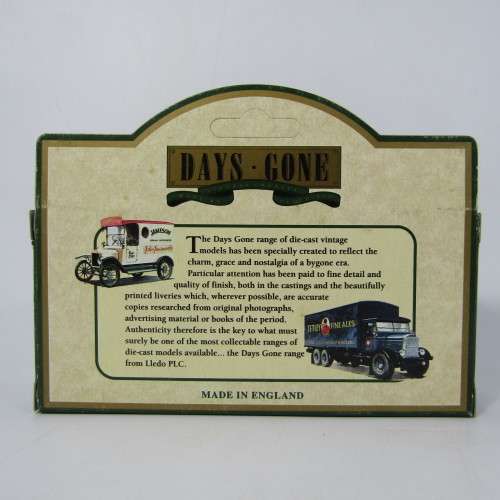 DAYS·GONE
The Days Gone range of die-cast vintage
models has been specially created to reflect the
charm, grace and nostalgia of a bygone era.
Particular attention has been paid to fine detail and
quality of finish, both in the castings and the beautifully
printed liveries which, wherever possible, are accurate
copies researched from original photographs,
advertising material or books of the period.
Authenticity therefore is the key to what must
surely be one of the most collectable ranges of
die-cast models available... the Days Gone range
from Lledo PLC.
JAMESON
TETLEY FINE ALES
MADE IN ENGLAND